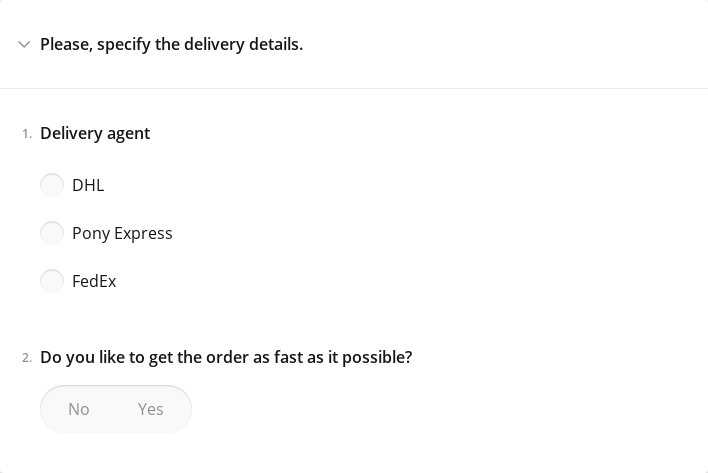 Please, specify the delivery details.
1. Delivery agent
DHL
Pony Express
FedEx
2. Do you like to get the order as fast as it possible?
No Yes